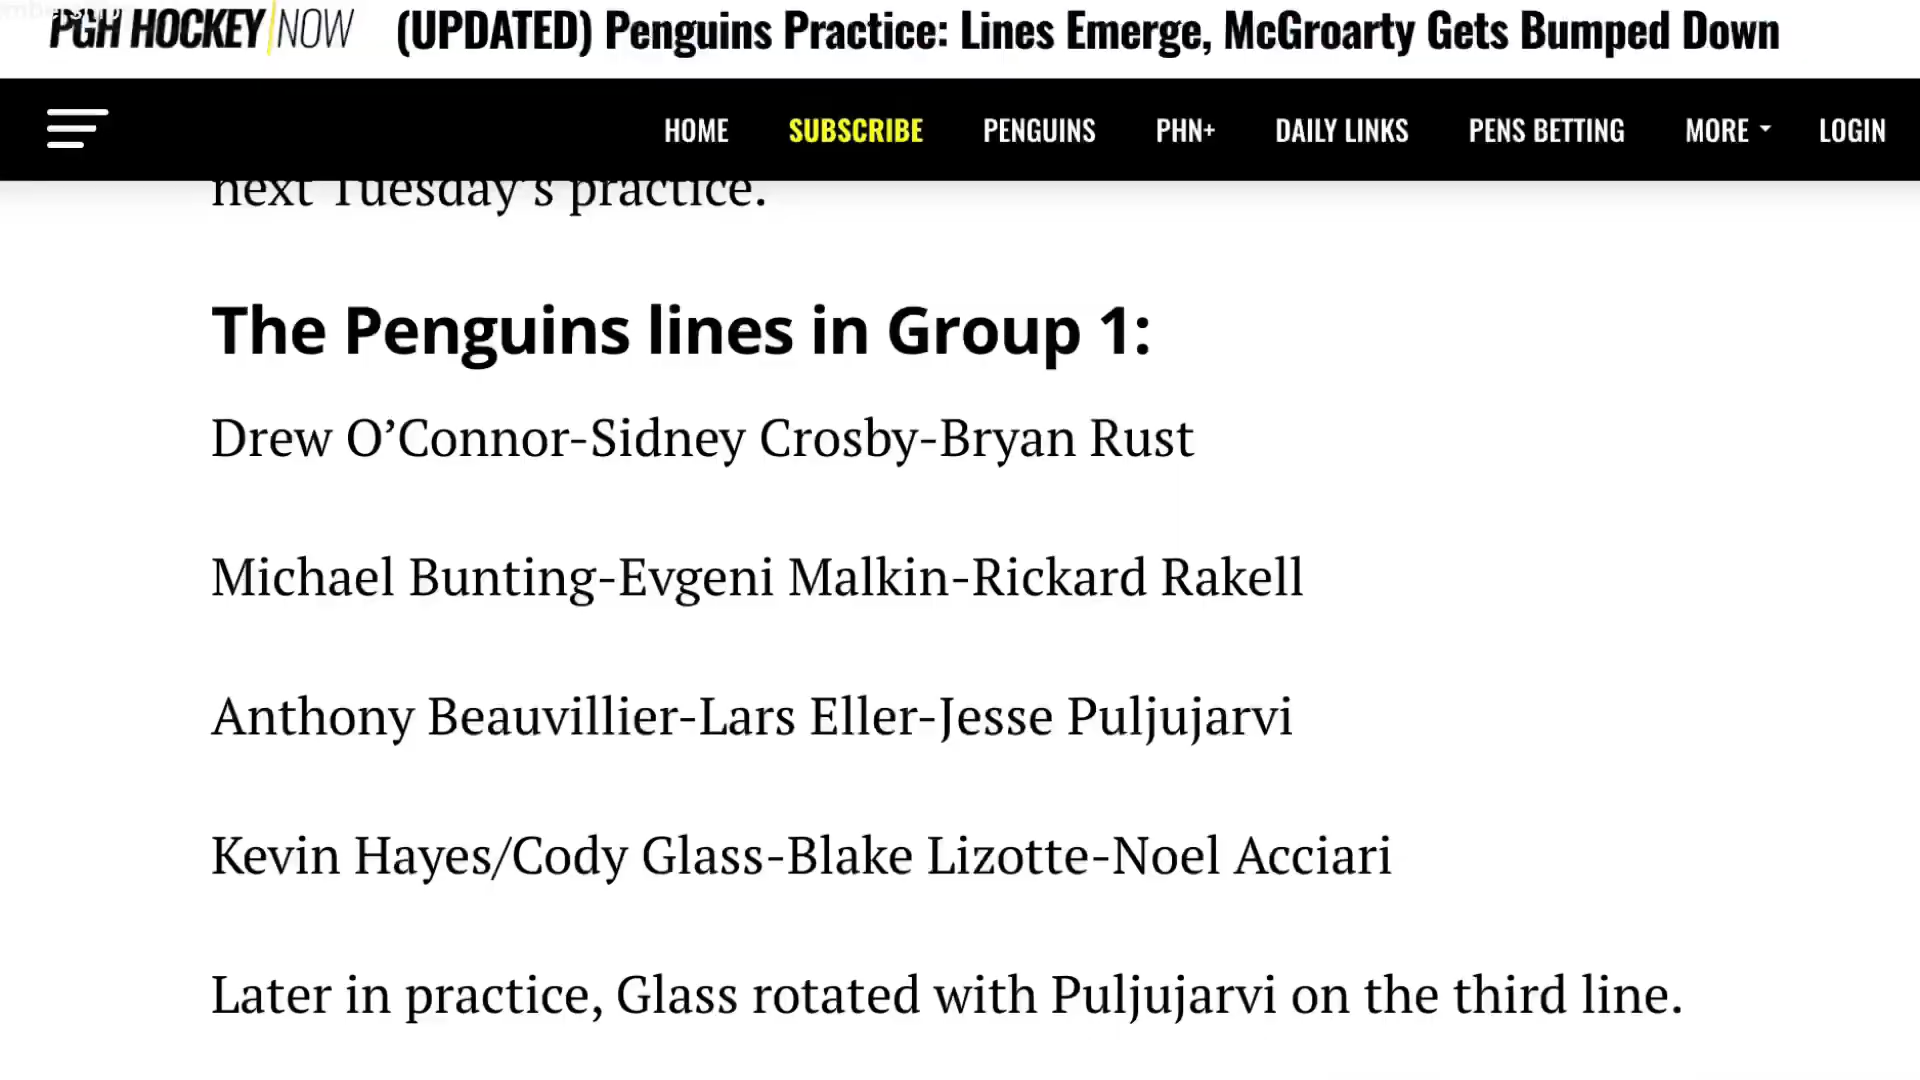 PGH HOCKEY NOW
(UPDATED) Penguins Practice: Lines Emerge, McGroarty Gets Bumped Down
HOME SUBSCRIBE PENGUINS PHN+ DAILY LINKS PENS BETTING MORE LOGIN
next Tuesday's practice.
The Penguins lines in Group 1:
Drew O’Connor-Sidney Crosby-Bryan Rust
Michael Bunting-Evgeni Malkin-Rickard Rakell
Anthony Beauvillier-Lars Eller-Jesse Puljujarvi
Kevin Hayes/Cody Glass-Blake Lizotte-Noel Acciari
Later in practice, Glass rotated with Puljujarvi on the third line.